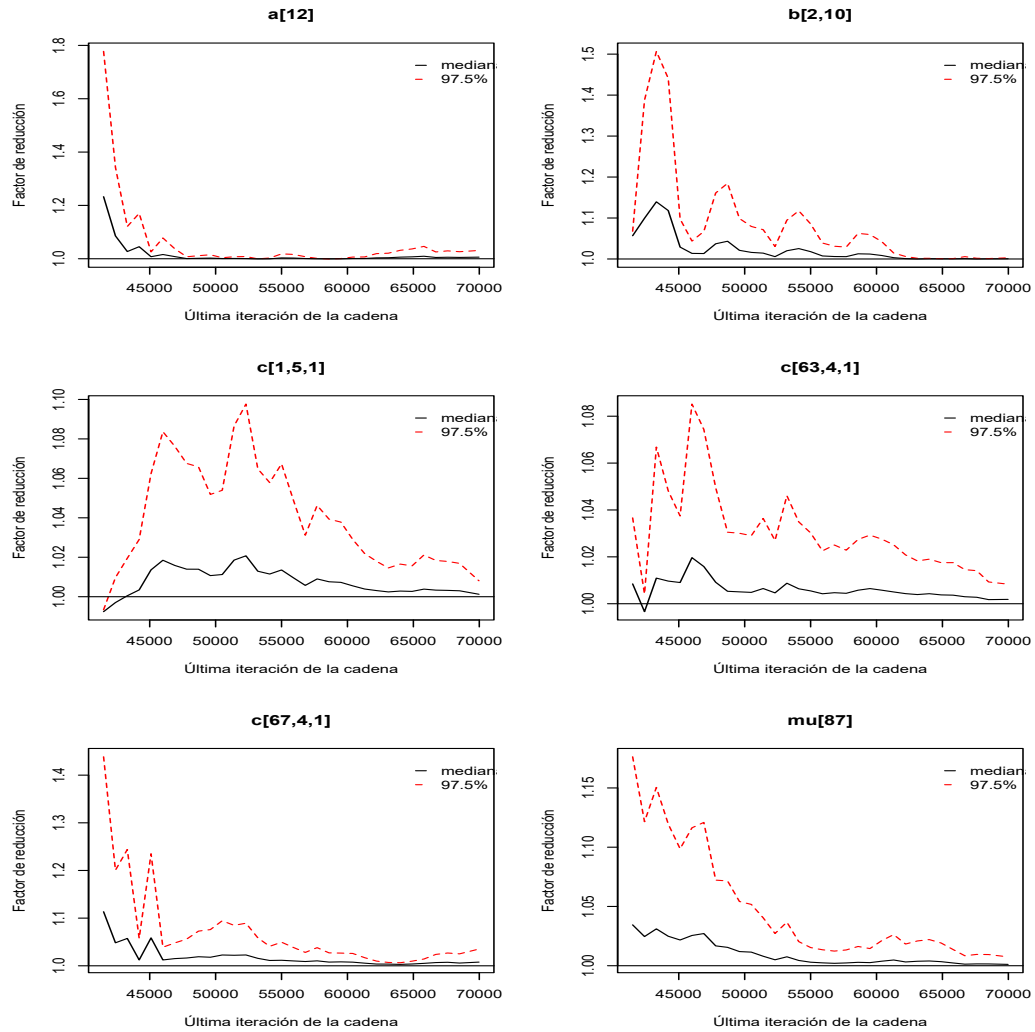 a[12]
Factor de reducción
1.0 1.2 1.4 1.6 1.8
mediana
97.5%
45000 50000 55000 60000 65000 70000
Última iteración de la cadena
b[2,10]
Factor de reducción
1.0 1.1 1.2 1.3 1.4 1.5
mediana
97.5%
45000 50000 55000 60000 65000 70000
Última iteración de la cadena
c[1,5,1]
Factor de reducción
1.00 1.02 1.04 1.06 1.08 1.10
mediana
97.5%
45000 50000 55000 60000 65000 70000
Última iteración de la cadena
c[63,4,1]
Factor de reducción
1.00 1.02 1.04 1.06 1.08
mediana
97.5%
45000 50000 55000 60000 65000 70000
Última iteración de la cadena
c[67,4,1]
Factor de reducción
1.0 1.1 1.2 1.3 1.4
mediana
97.5%
45000 50000 55000 60000 65000 70000
Última iteración de la cadena
mu[87]
Factor de reducción
1.00 1.05 1.10 1.15
mediana
97.5%
45000 50000 55000 60000 65000 70000
Última iteración de la cadena